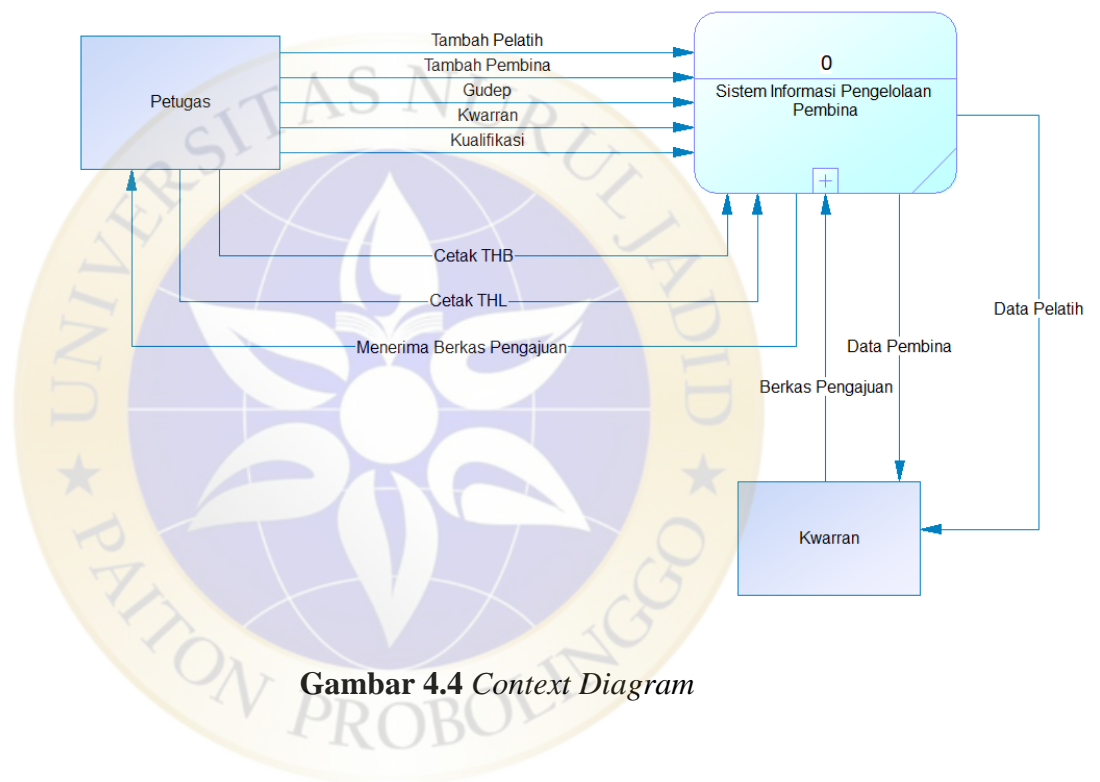 Petugas
Tambah Pelatih
Tambah Pembina
Gudep
Kwarran
Kualifikasi
0
Sistem Informasi Pengelolaan
Pembina
Cetak THB
Cetak THL
Menerima Berkas Pengajuan
Data Pelatih
Data Pembina
Berkas Pengajuan
Kwarran
UNIVERSITAS NURUL JADID
PAITON PROBOLINGGO
Gambar 4.4 Context Diagram